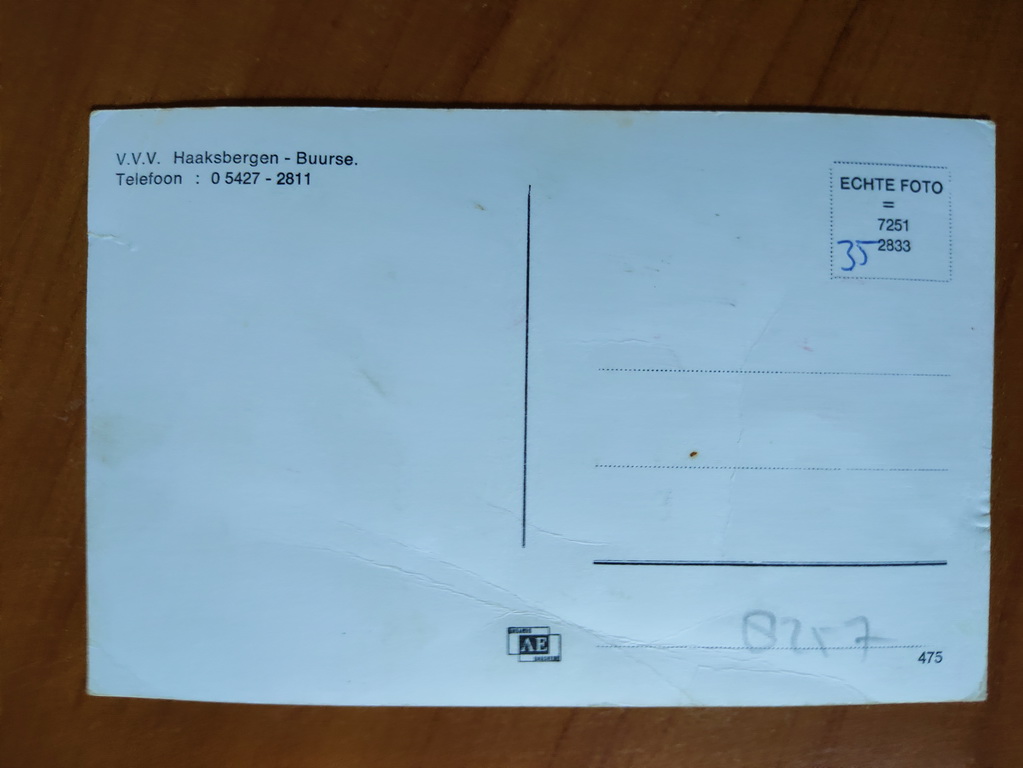 V.V.V. Haaksbergen - Buurse.
Telefoon : 0 5427 - 2811
ECHTE FOTO
=
7251
2833
35
AE
475